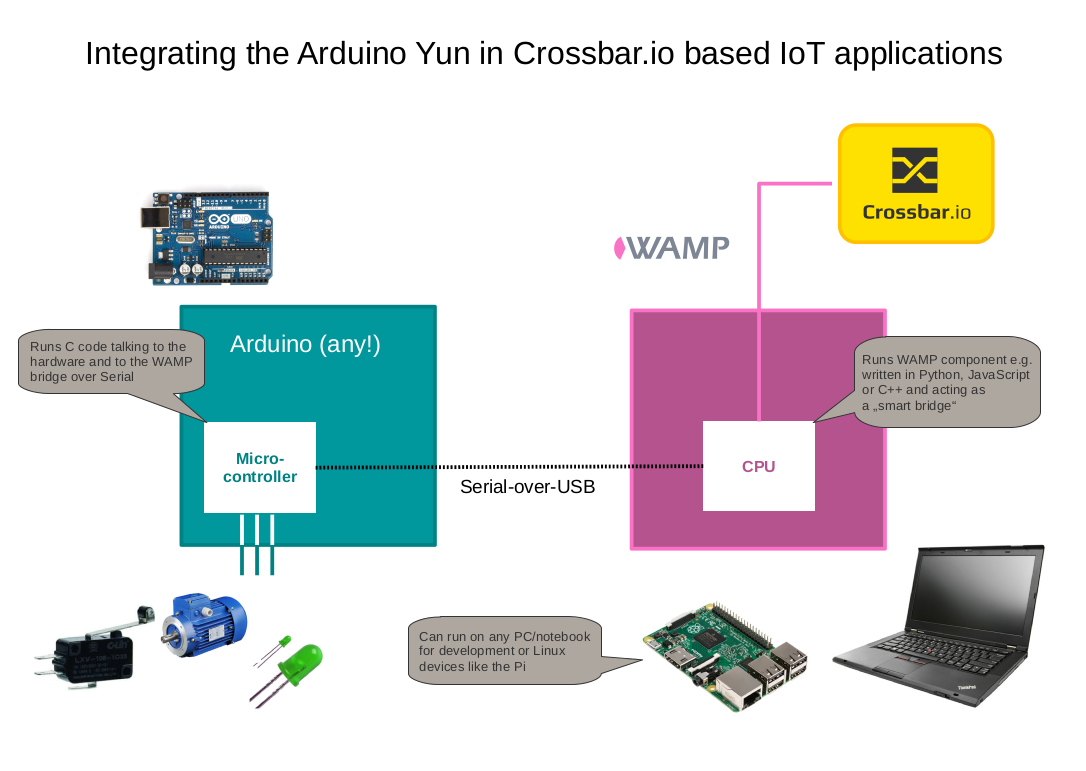 Integrating the Arduino Yun in Crossbar.io based IoT applications
Crossbar.io
UNO
ARDUINO
WAMP
Arduino (any!)
Runs C code talking to the
hardware and to the WAMP
bridge over Serial
Runs WAMP component e.g.
written in Python, JavaScript
or C++ and acting as
a „smart bridge“
Micro-
controller
CPU
Serial-over-USB
Can run on any PC/notebook
for development or Linux
devices like the Pi
ThinkPad